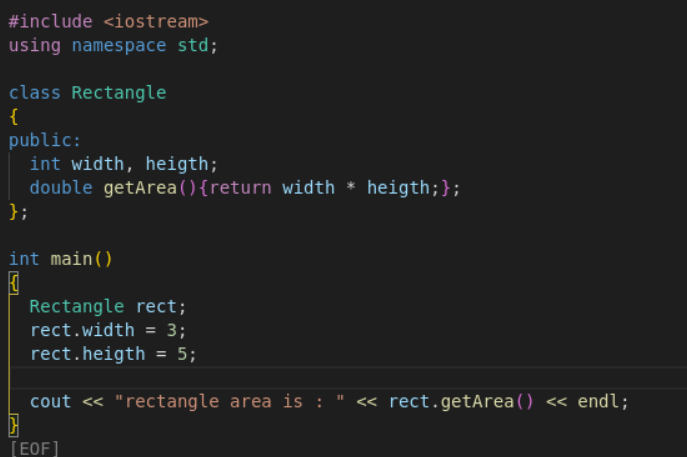 #include <iostream>
using namespace std;
class Rectangle
{
public:
int width, heigth;
double getArea(){return width * heigth;};
};
int main()
{
Rectangle rect;
rect.width = 3;
rect.heigth = 5;
cout << "rectangle area is : " << rect.getArea() << endl;
}
[EOF]